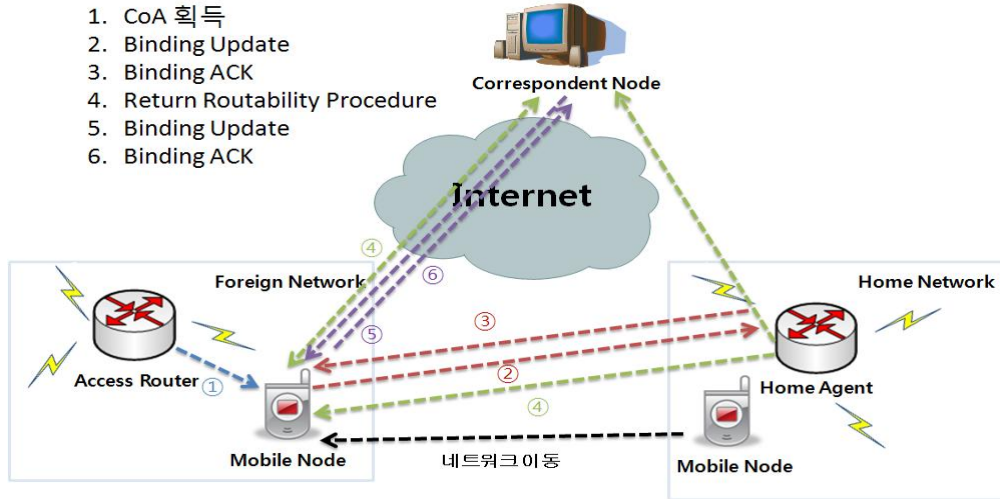 1. CoA 획득
2. Binding Update
3. Binding ACK
4. Return Routability Procedure
5. Binding Update
6. Binding ACK
Correspondent Node
Internet
④
⑥
⑤
Foreign Network
Access Router
①
Mobile Node
③
②
④
네트워크 이동
Home Network
Home Agent
Mobile Node